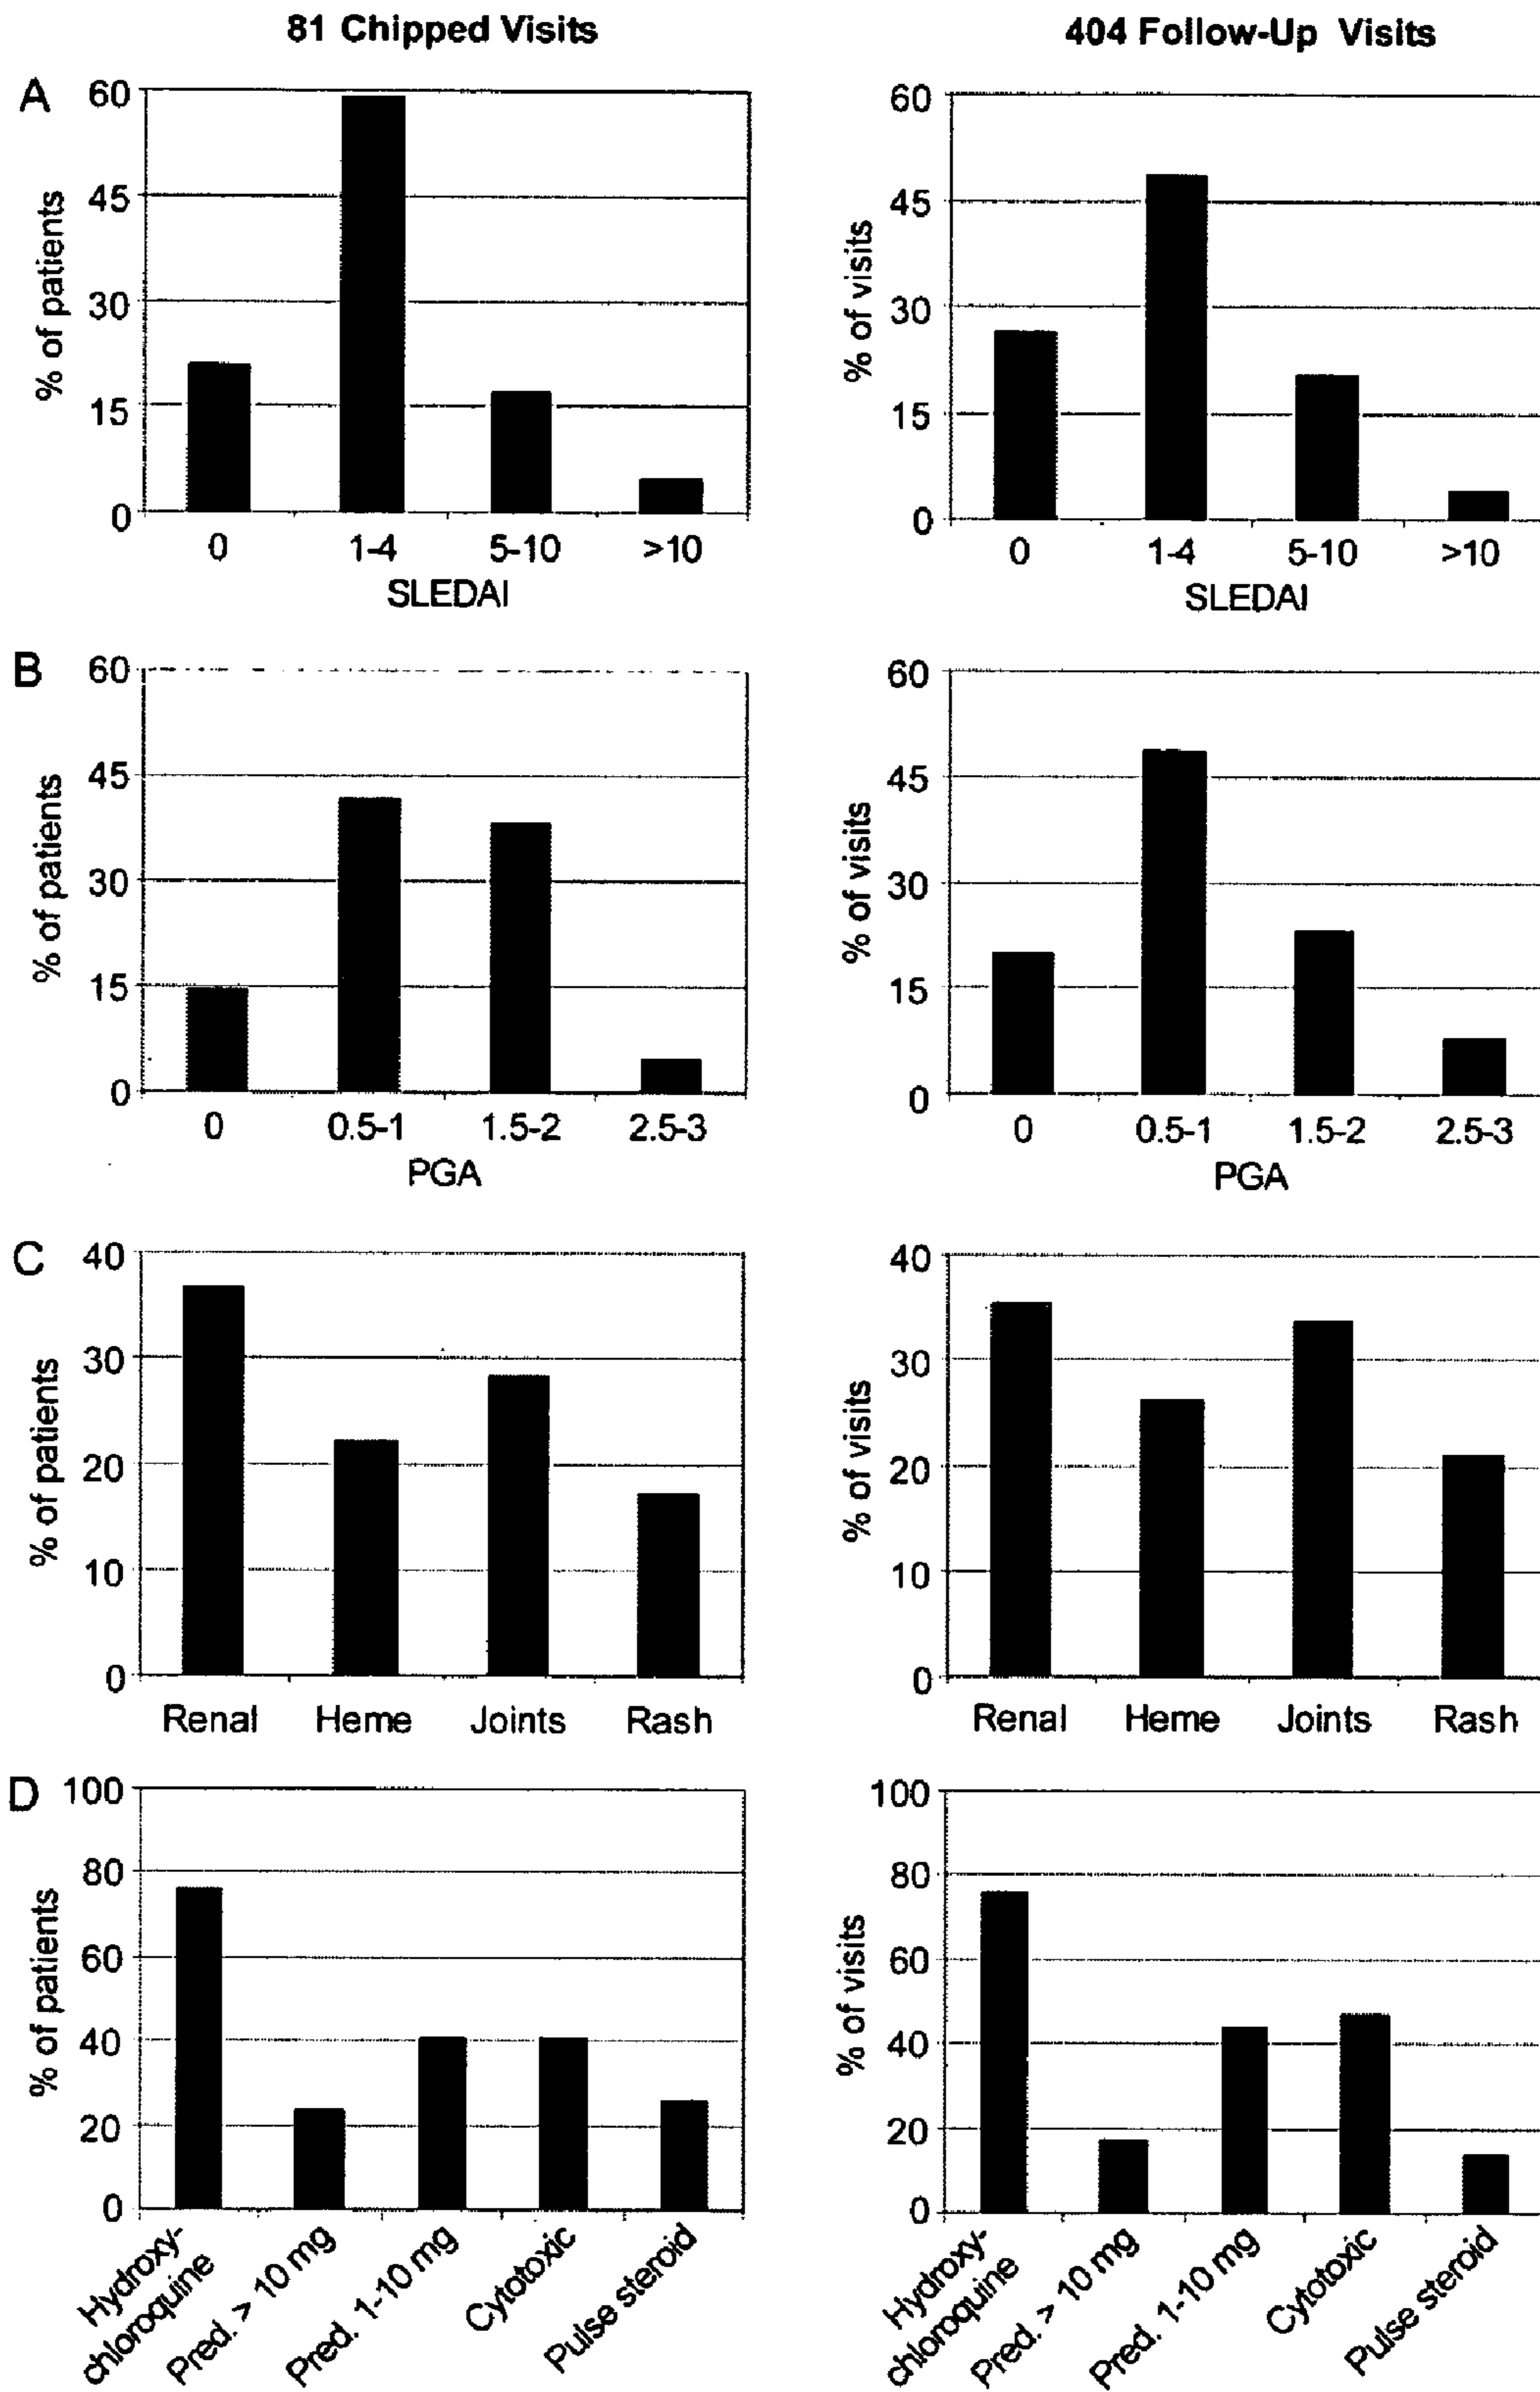 81 Chipped Visits
404 Follow-Up Visits
A
60
45
30
15
0
% of patients
0
1-4
5-10
>10
SLEDAI
60
45
30
15
0
% of visits
0
1-4
5-10
>10
SLEDAI
B
60
45
30
15
0
% of patients
0
0.5-1
1.5-2
2.5-3
PGA
60
45
30
15
0
% of visits
0
0.5-1
1.5-2
2.5-3
PGA
C
40
30
20
10
0
% of patients
Renal
Heme
Joints
Rash
40
30
20
10
0
% of visits
Renal
Heme
Joints
Rash
D
100
80
60
40
20
0
% of patients
Hydroxy-
chloroquine
Pred. > 10 mg
Pred. 1-10 mg
Cytotoxic
Pulse steroid
100
80
60
40
20
0
% of visits
Hydroxy-
chloroquine
Pred. > 10 mg
Pred. 1-10 mg
Cytotoxic
Pulse steroid